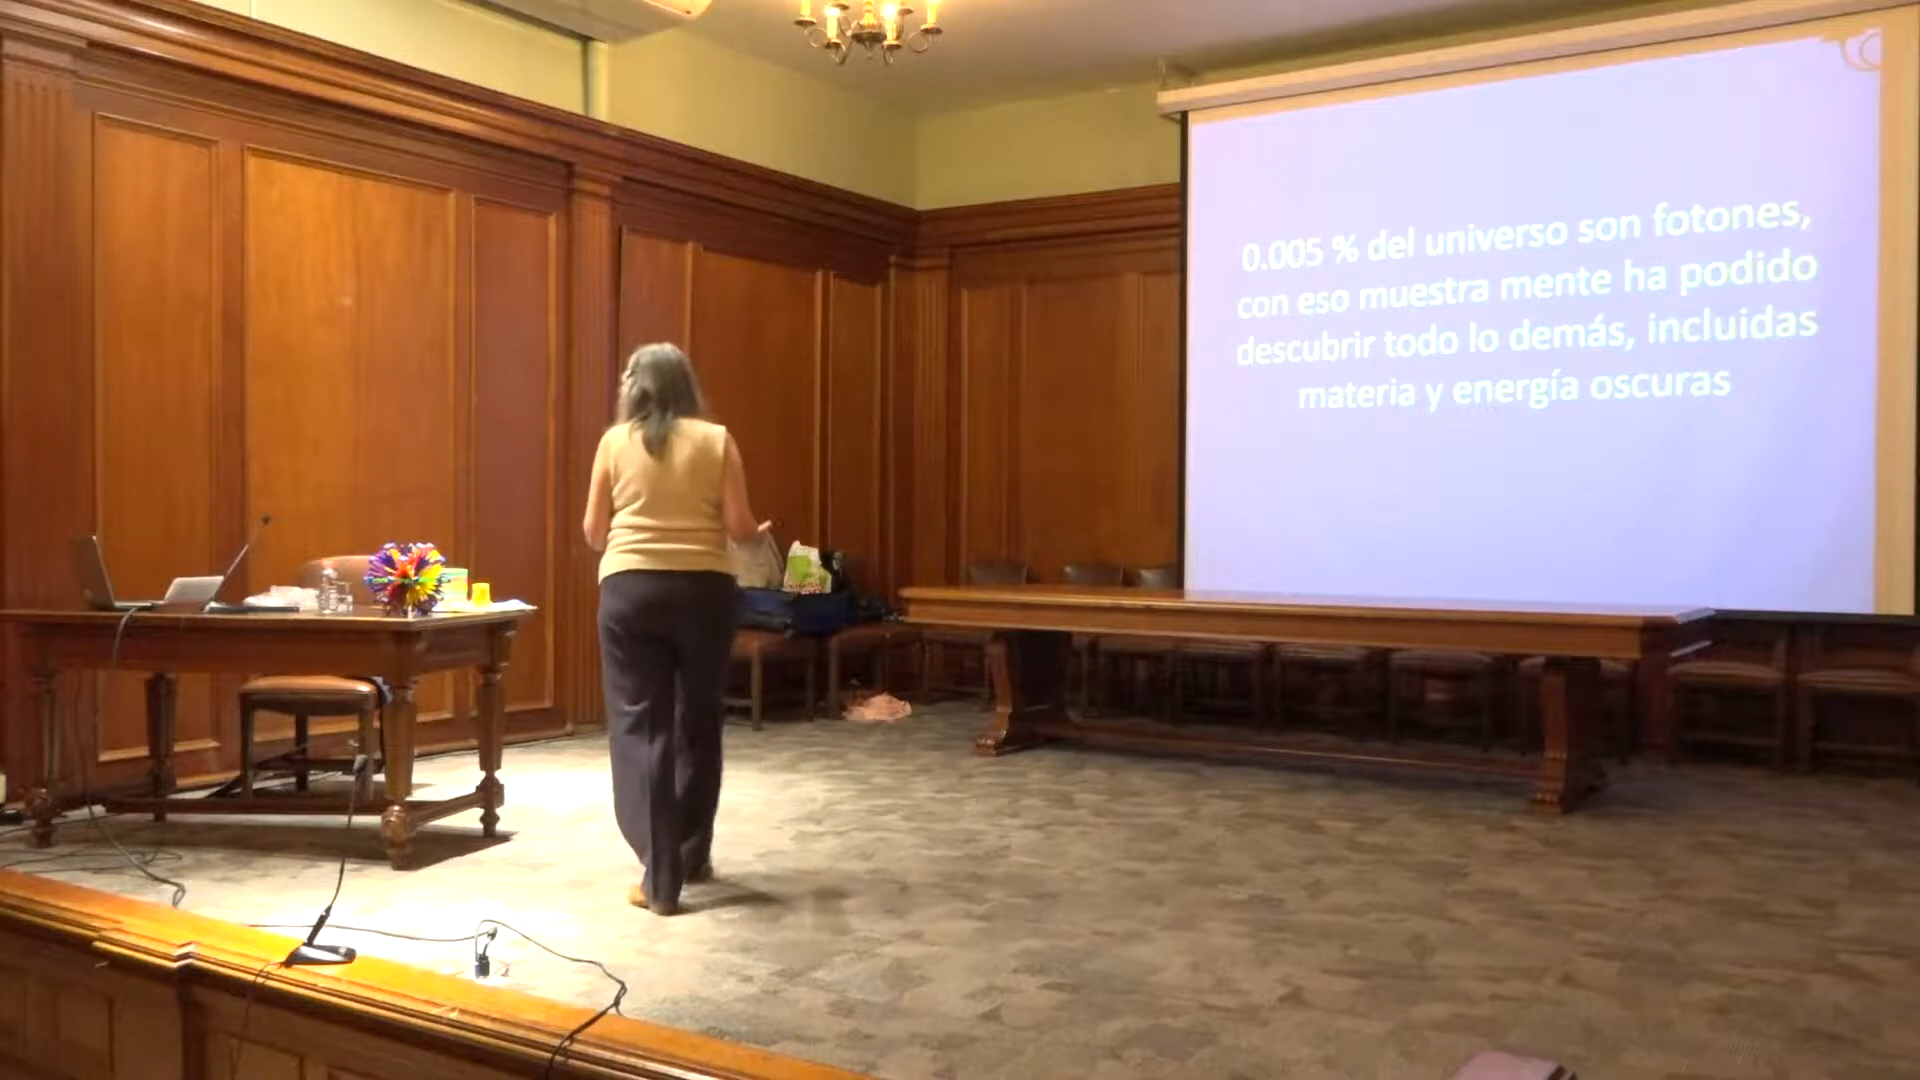 0.005 % del universo son fotones,
con eso muestra mente ha podido
descubrir todo lo demás, incluidas
materia y energía oscuras